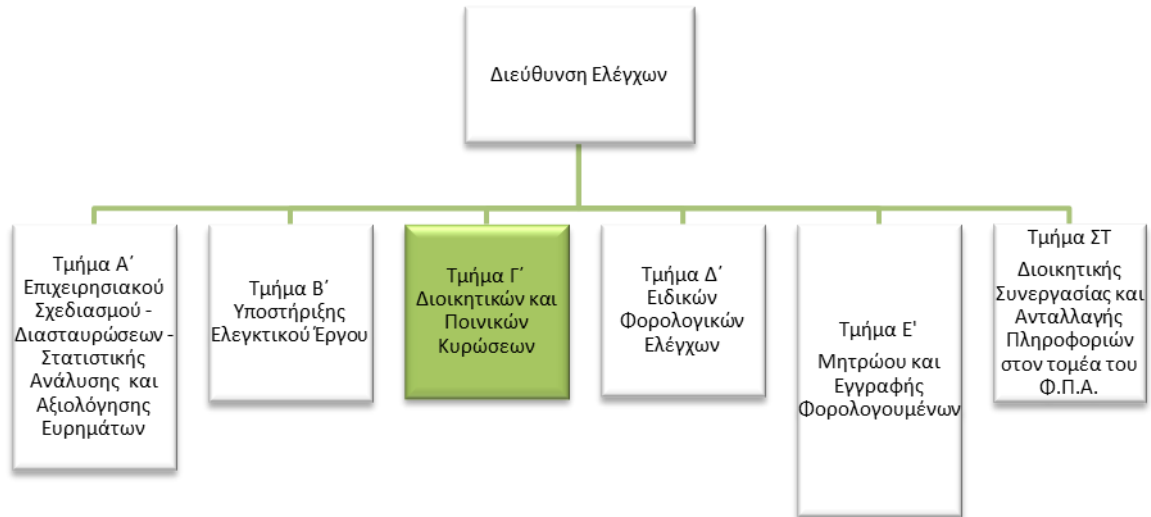 Διεύθυνση Ελέγχων
Τμήμα Α΄
Επιχειρησιακού
Σχεδιασμού -
Διασταυρώσεων -
Στατιστικής
Ανάλυσης και
Αξιολόγησης
Ευρημάτων
Τμήμα Β΄
Υποστήριξης
Ελεγκτικού Έργου
Τμήμα Γ΄
Διοικητικών και
Ποινικών
Κυρώσεων
Τμήμα Δ΄
Ειδικών
Φορολογικών
Ελέγχων
Τμήμα Ε'
Μητρώου και
Εγγραφής
Φορολογουμένων
Τμήμα ΣΤ
Διοικητικής
Συνεργασίας και
Ανταλλαγής
Πληροφοριών
στον τομέα του
Φ.Π.Α.